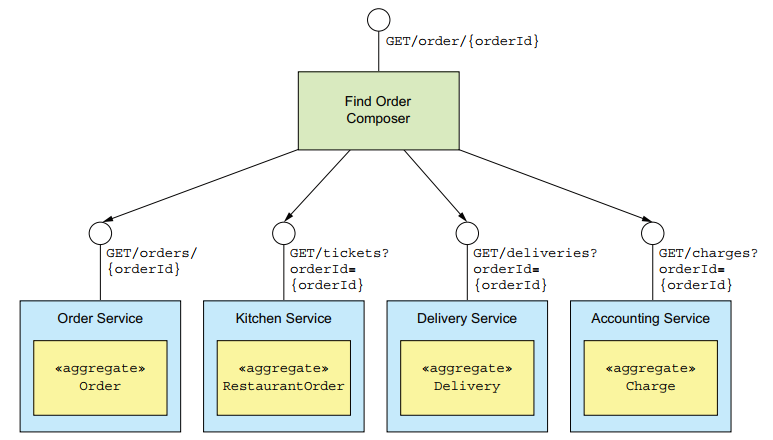 GET/order/{orderId}
Find Order
Composer
GET/orders/
{orderId}
GET/tickets?
orderId=
{orderId}
GET/deliveries?
orderId=
{orderId}
GET/charges?
orderId=
{orderId}
Order Service
«aggregate»
Order
Kitchen Service
«aggregate»
RestaurantOrder
Delivery Service
«aggregate»
Delivery
Accounting Service
«aggregate»
Charge